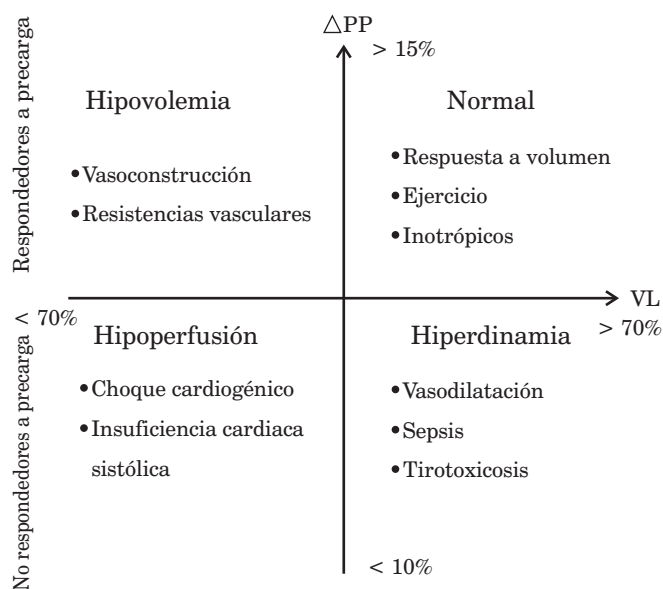 △PP
> 15%
Respondedores a precarga
Hipovolemia
•Vasoconstrucción
•Resistencias vasculares
Normal
•Respuesta a volumen
•Ejercicio
•Inotrópicos
< 70%
VL
> 70%
No respondedores a precarga
Hipoperfusión
•Choque cardiogénico
•Insuficiencia cardiaca
sistólica
Hiperdinamia
•Vasodilatación
•Sepsis
•Tirotoxicosis
< 10%